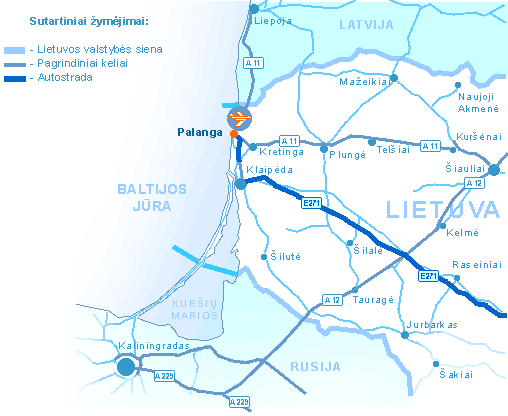 Sutartiniai žymėjimai:
- Lietuvos valstybės siena
- Pagrindiniai keliai
- Autostrada
Liepoja
LATVIJA
A 11
Mažeikiai
Naujoji
Akmenė
Palanga
Kretinga
A 11
Plungė
Telšiai
A 11
Kuršėnai
Šiauliai
Klaipėda
A 12
BALTIJOS
JŪRA
E271
LIETUVA
Kelmė
Šilutė
Šilalė
E271
Raseiniai
KURŠIŲ
MARIOS
A 12
Tauragė
Jurbarkas
Kaliningradas
RUSIJA
Šakiai
A 229
A 229